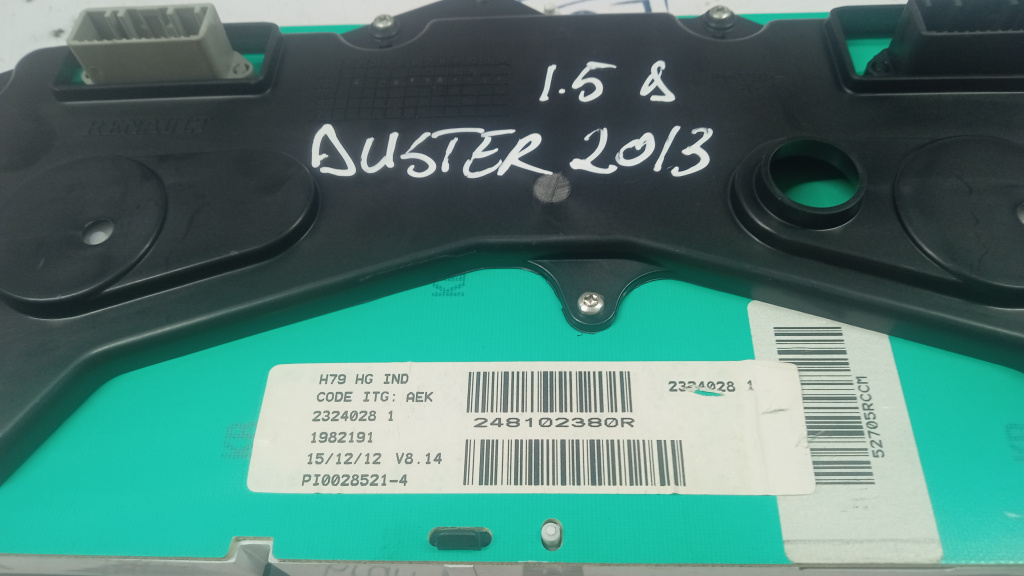 1.5 d
DUSTER 2013
RENAULT
H79 HG IND
CODE ITG: AEK
2324028 1
1982191
15/12/12 V8.14
PI0028521-4
248102380R
2324028 1
52705RCCM